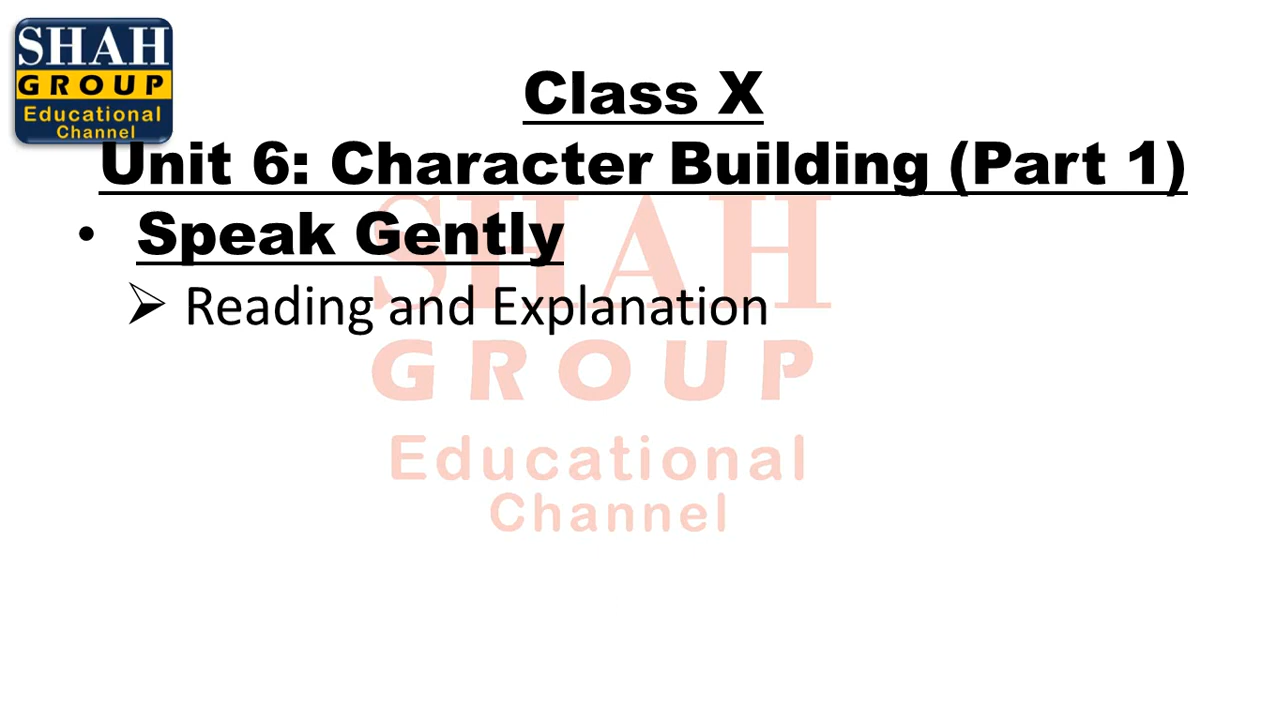 SHAH
GROUP
Educational
Channel
Class X
Unit 6: Character Building (Part 1)
• Speak Gently
➢ Reading and Explanation
SHAH
GROUP
Educational
Channel